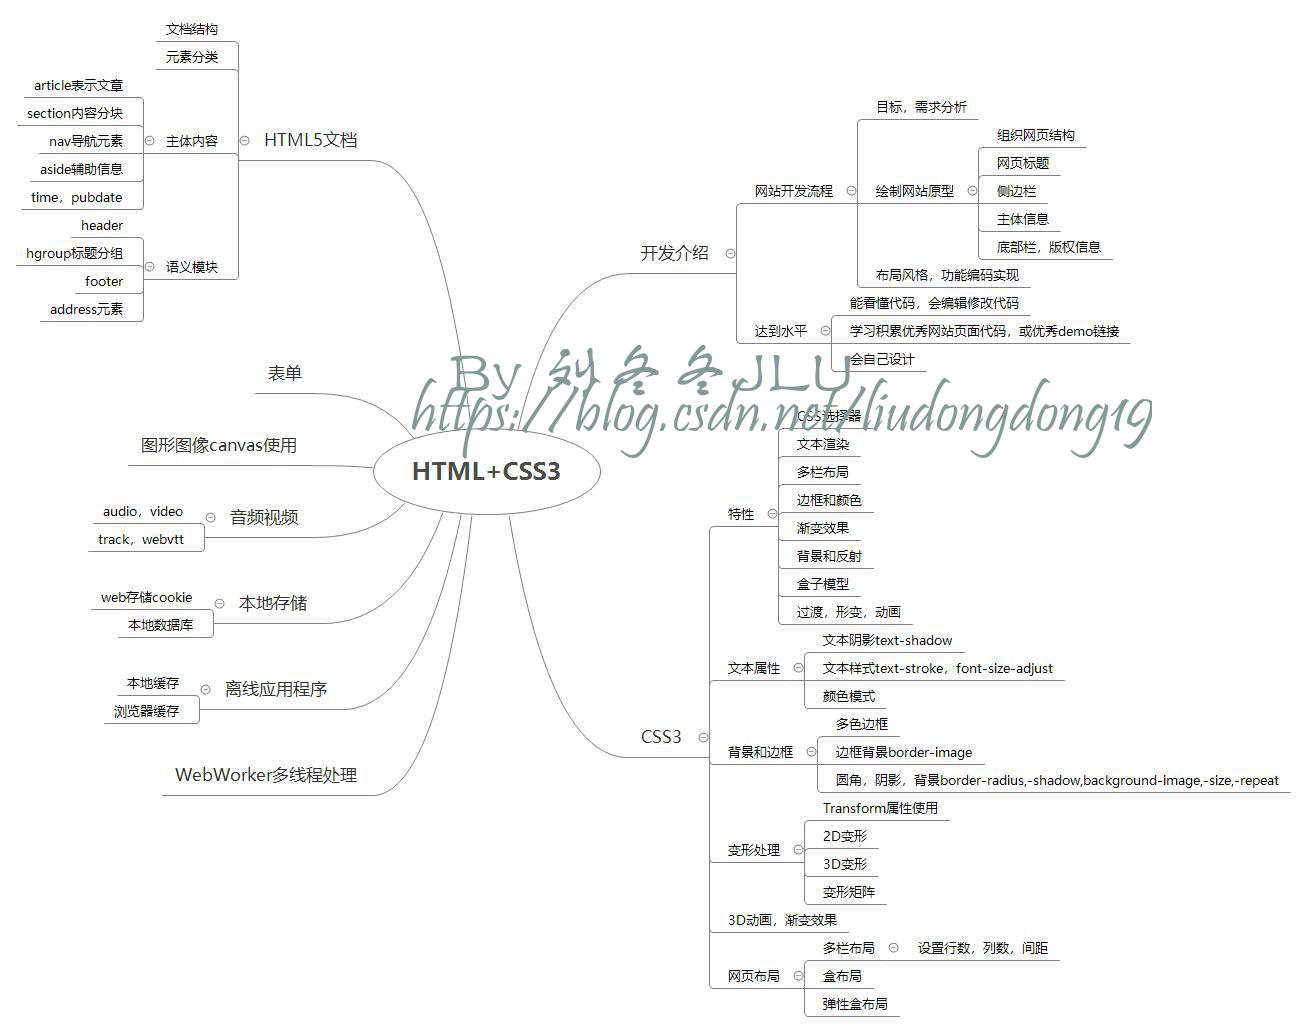 HTML+CSS3
文档结构
元素分类
article表示文章
section内容分块
nav导航元素
aside辅助信息
time，pubdate
主体内容
HTML5文档
header
hgroup标题分组
footer
address元素
语义模块
表单
图形图像canvas使用
audio，video
track，webvtt
音频视频
web存储cookie
本地数据库
本地存储
本地缓存
浏览器缓存
离线应用程序
WebWorker多线程处理
开发介绍
网站开发流程
目标，需求分析
绘制网站原型
组织网页结构
网页标题
侧边栏
主体信息
底部栏，版权信息
布局风格，功能编码实现
达到水平
能看懂代码，会编辑修改代码
学习积累优秀网站页面代码，或优秀demo链接
会自己设计
By 刘冬冬JLU
https://blog.csdn.net/liudongdong19
CSS3
特性
CSS选择器
文本渲染
多栏布局
边框和颜色
渐变效果
背景和反射
盒子模型
过渡，形变，动画
文本属性
文本阴影text-shadow
文本样式text-stroke，font-size-adjust
颜色模式
背景和边框
多色边框
边框背景border-image
圆角，阴影，背景border-radius,-shadow,background-image,-size,-repeat
变形处理
Transform属性使用
2D变形
3D变形
变形矩阵
3D动画，渐变效果
网页布局
多栏布局
设置行数，列数，间距
盒布局
弹性盒布局